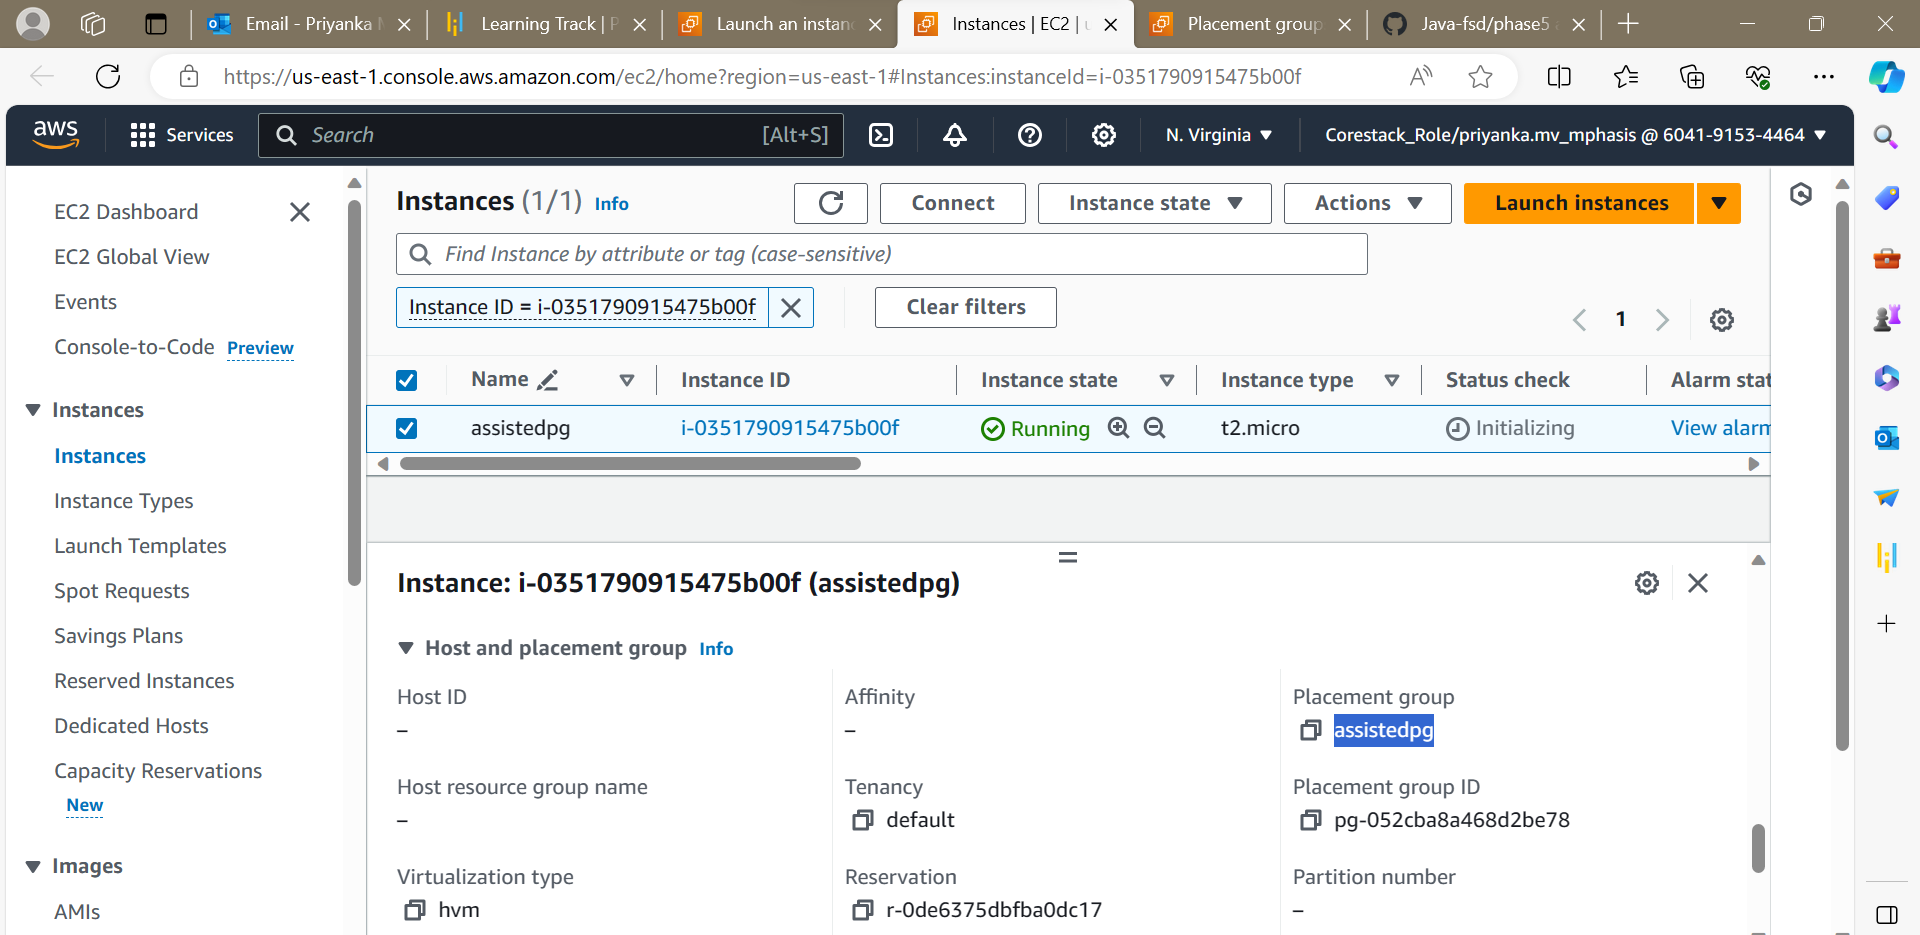 Email - Priyanka M
Learning Track | P
Launch an instanc
Instances | EC2 | u
Placement group
Java-fsd/phase5
https://us-east-1.console.aws.amazon.com/ec2/home?region=us-east-1#Instances:instanceId=i-0351790915475b00f
aws
Services
Search
[Alt+S]
N. Virginia
Corestack_Role/priyanka.mv_mphasis @ 6041-9153-4464
EC2 Dashboard
EC2 Global View
Events
Console-to-Code Preview
Instances
Instances
Instance Types
Launch Templates
Spot Requests
Savings Plans
Reserved Instances
Dedicated Hosts
Capacity Reservations
New
Images
AMIs
Instances (1/1) Info
Connect
Instance state
Actions
Launch instances
Find Instance by attribute or tag (case-sensitive)
Instance ID = i-0351790915475b00f
Clear filters
1
Name
Instance ID
Instance state
Instance type
Status check
Alarm stat
assistedpg
i-0351790915475b00f
Running
t2.micro
Initializing
View alarm
Instance: i-0351790915475b00f (assistedpg)
Host and placement group Info
Host ID
–
Affinity
–
Placement group
assistedpg
Host resource group name
–
Tenancy
default
Placement group ID
pg-052cba8a468d2be78
Virtualization type
hvm
Reservation
r-0de6375dbfba0dc17
Partition number
–